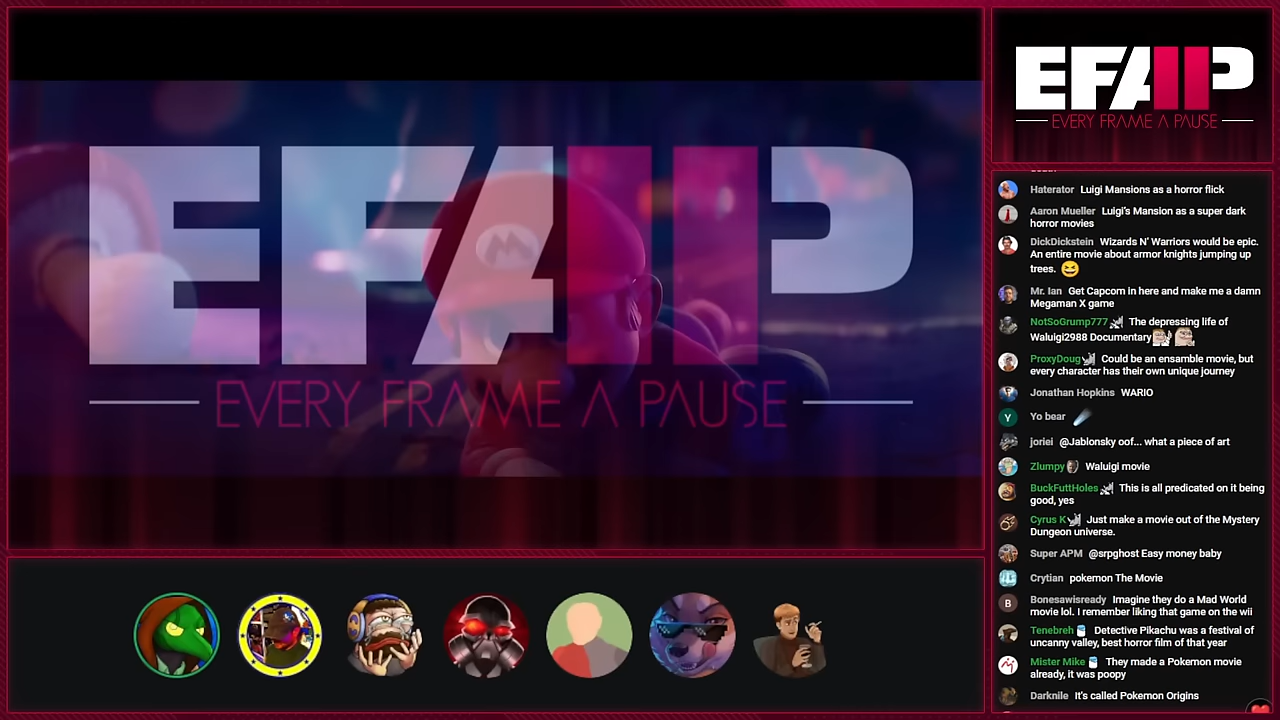 EFAP
EVERY FRAME A PAUSE
M
EFAP
EVERY FRAME A PAUSE
Haterator Luigi Mansions as a horror flick
Aaron Mueller Luigi's Mansion as a super dark
horror movies
DickDickstein Wizards N' Warriors would be epic.
An entire movie about armor knights jumping up
trees.
Mr. Ian Get Capcom in here and make me a damn
Megaman X game
NotSoGrump777 The depressing life of
Waluigi2988 Documentary
ProxyDoug Could be an ensamble movie, but
every character has their own unique journey
Jonathan Hopkins WARIO
Y Yo bear
joriei @Jablonsky oof... what a piece of art
Zlumpy Waluigi movie
BuckFuttHoles This is all predicated on it being
good, yes
Cyrus K Just make a movie out of the Mystery
Dungeon universe.
Super APM @srpghost Easy money baby
Crytian pokemon The Movie
B Bonesawisready Imagine they do a Mad World
movie lol. I remember liking that game on the wii
Tenebreh Detective Pikachu was a festival of
uncanny valley, best horror film of that year
Mister Mike They made a Pokemon movie
already, it was poopy
Darknile It's called Pokemon Origins